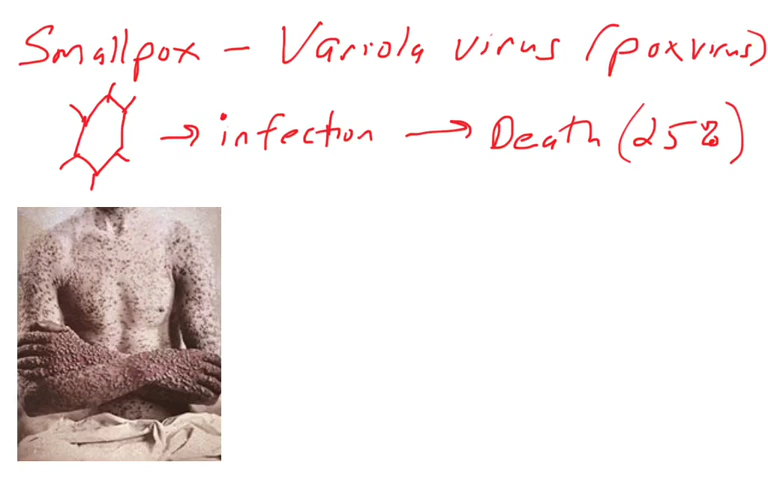 Smallpox - Variola virus (poxvirus)
→ infection → Death (25%)